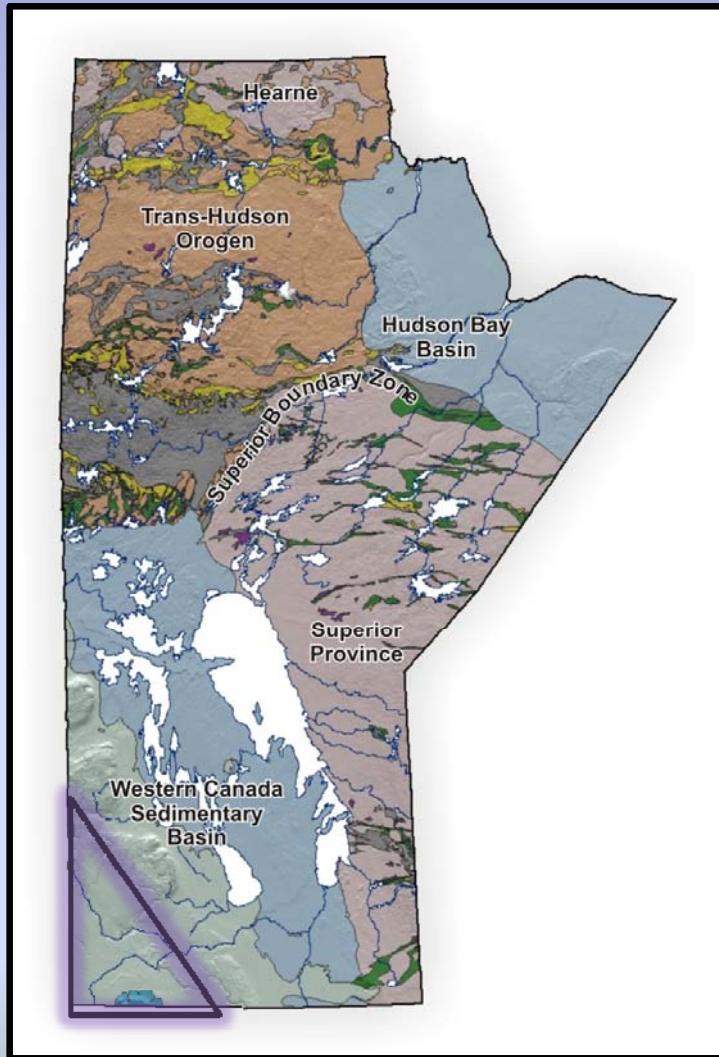 Hearne
Trans-Hudson
Orogen
Hudson Bay
Basin
Superior Boundary Zone
Superior
Province
Western Canada
Sedimentary
Basin